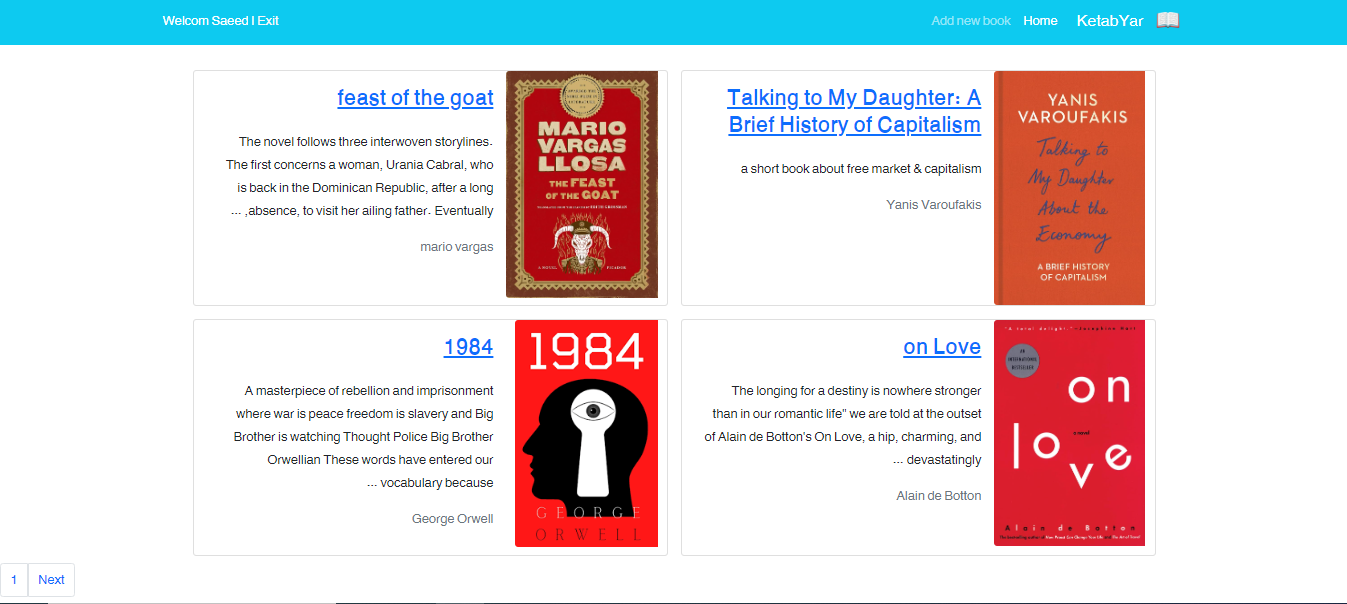 Welcom Saeed | Exit
Add new book Home KetabYar
feast of the goat
The novel follows three interwoven storylines.
The first concerns a woman, Urania Cabral, who
is back in the Dominican Republic, after a long
... ,absence, to visit her ailing father. Eventually
mario vargas
MARIO
VARGAS
LLOSA
THE FEAST
OF THE GOAT
A NOVEL
PICADOR
Talking to My Daughter: A
Brief History of Capitalism
a short book about free market & capitalism
Yanis Varoufakis
YANIS
VAROUFAKIS
Talking to
My Daughter
About the
Economy
A BRIEF HISTORY
OF CAPITALISM
1984
A masterpiece of rebellion and imprisonment
where war is peace freedom is slavery and Big
Brother is watching Thought Police Big Brother
Orwellian These words have entered our
... vocabulary because
George Orwell
1984
GEORGE
ORWELL
on Love
The longing for a destiny is nowhere stronger
than in our romantic life" we are told at the outset
of Alain de Botton's On Love, a hip, charming, and
... devastatingly
Alain de Botton
"A total delight."
AN
INTERNATIONAL
BESTSELLER
on
love
a novel
Alain de Botton
1 Next